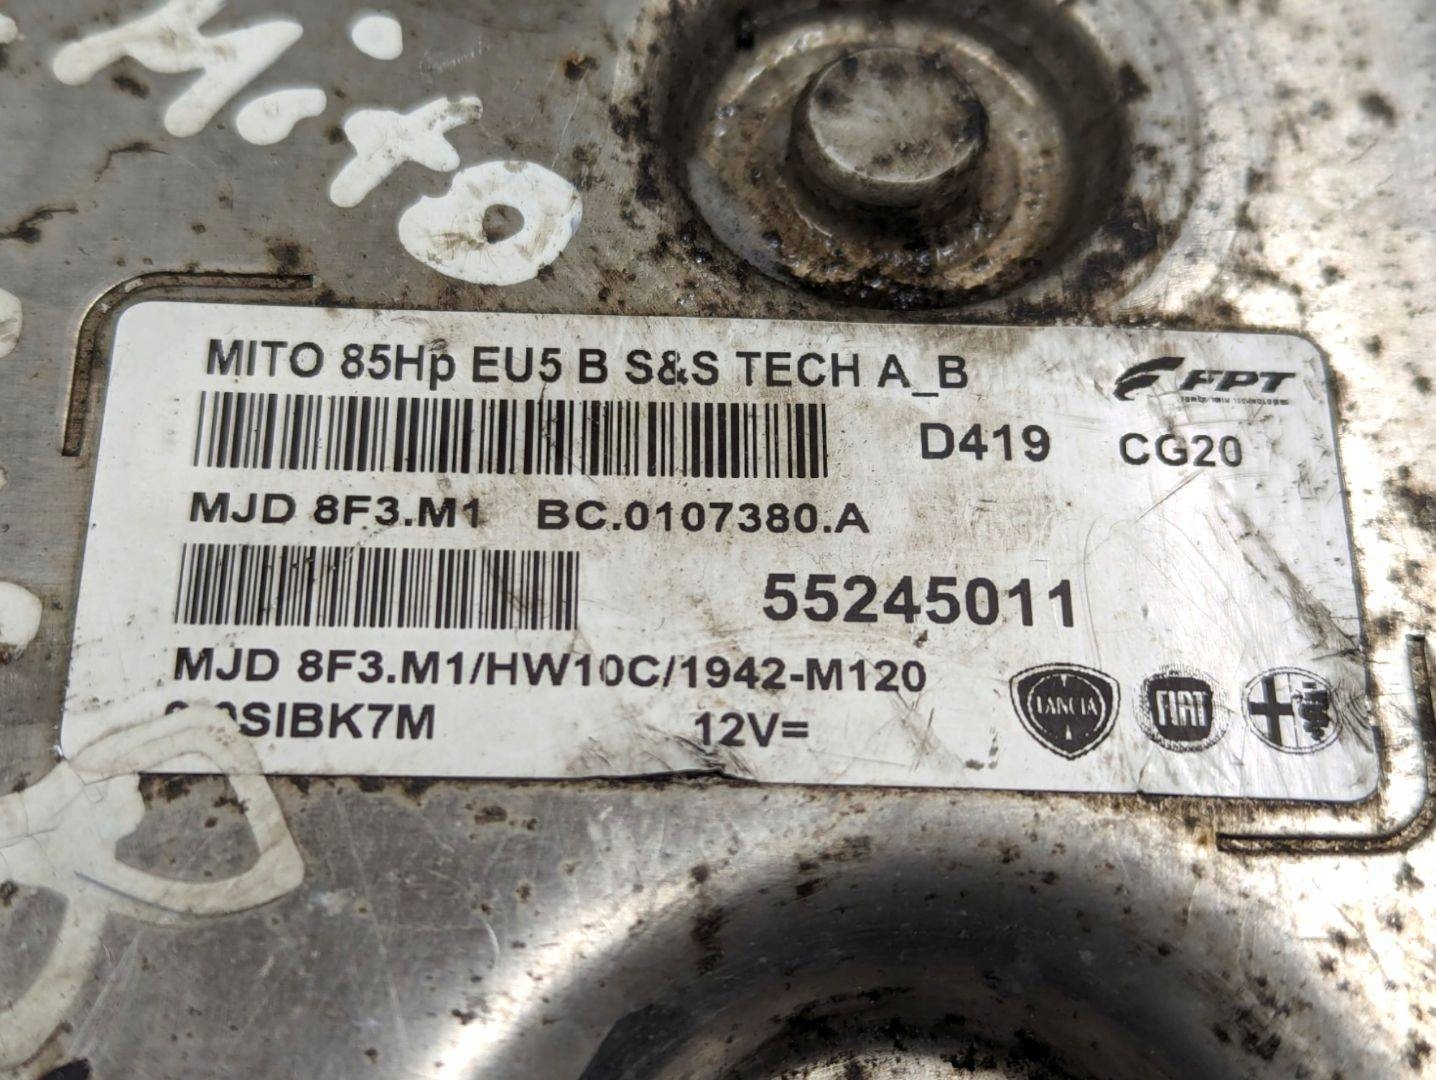 Mito
MITO 85Hp EU5 B S&S TECH A_B
FPT
D419 CG20
MJD 8F3.M1 BC.0107380.A
55245011
MJD 8F3.M1/HW10C/1942-M120
12V=
LANCIA FIAT